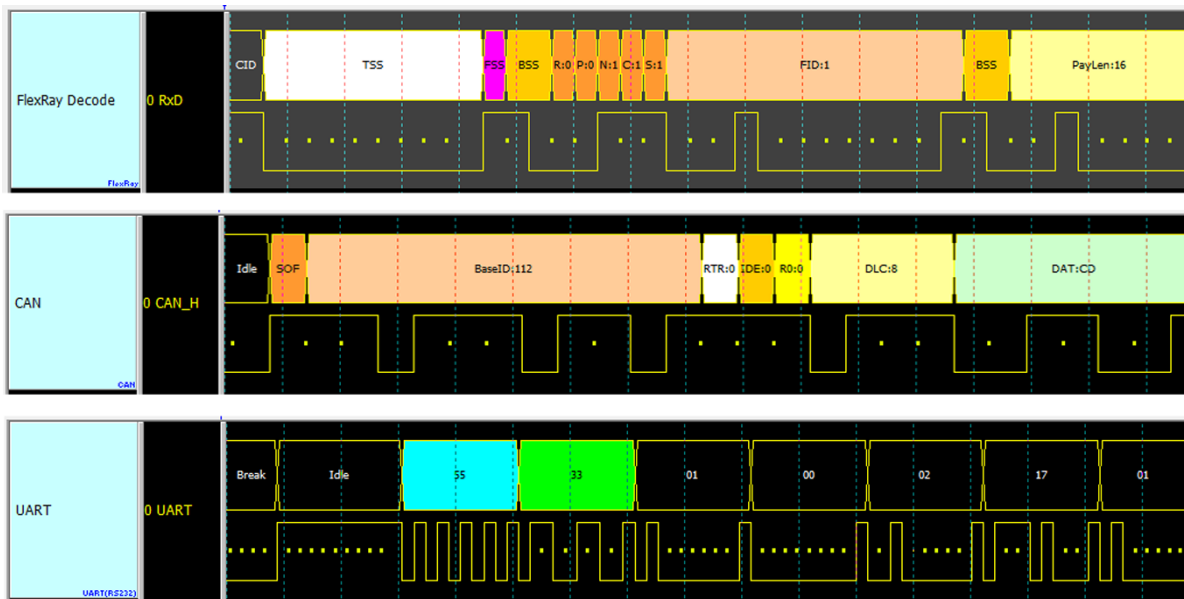 CID TSS FSS BSS R:0 P:0 N:1 C:1 S:1 FID:1 BSS PayLen:16
FlexRay Decode 0 RxD
FlexRay
Idle SOF BaseID:112 RTR:0 IDE:0 R0:0 DLC:8 DAT:CD
CAN 0 CAN_H
CAN
Break Idle 55 33 01 00 02 17 01
UART 0 UART
UART(RS232)